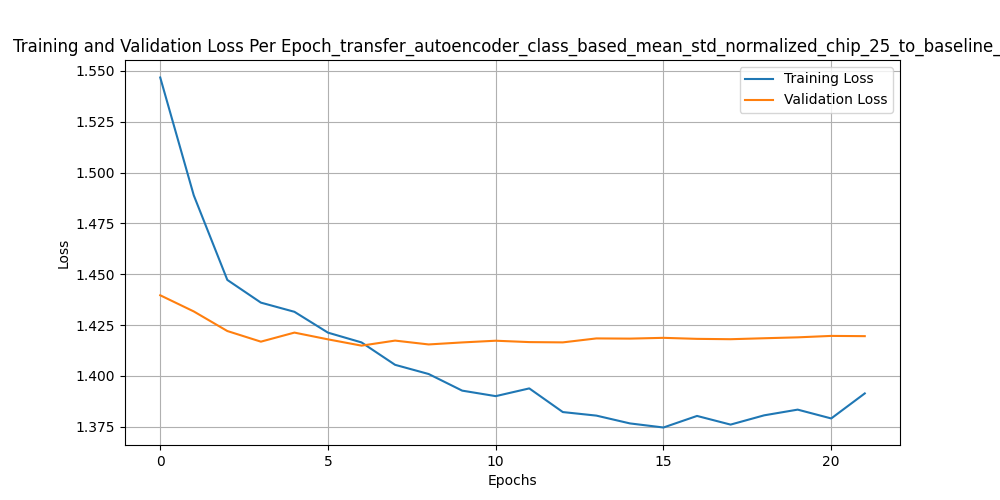 Training and Validation Loss Per Epoch_transfer_autoencoder_class_based_mean_std_normalized_chip_25_to_baseline_
1.550
Training Loss
Validation Loss
1.525
1.500
1.475
Loss
1.450
1.425
1.400
1.375
0
5
10
15
20
Epochs